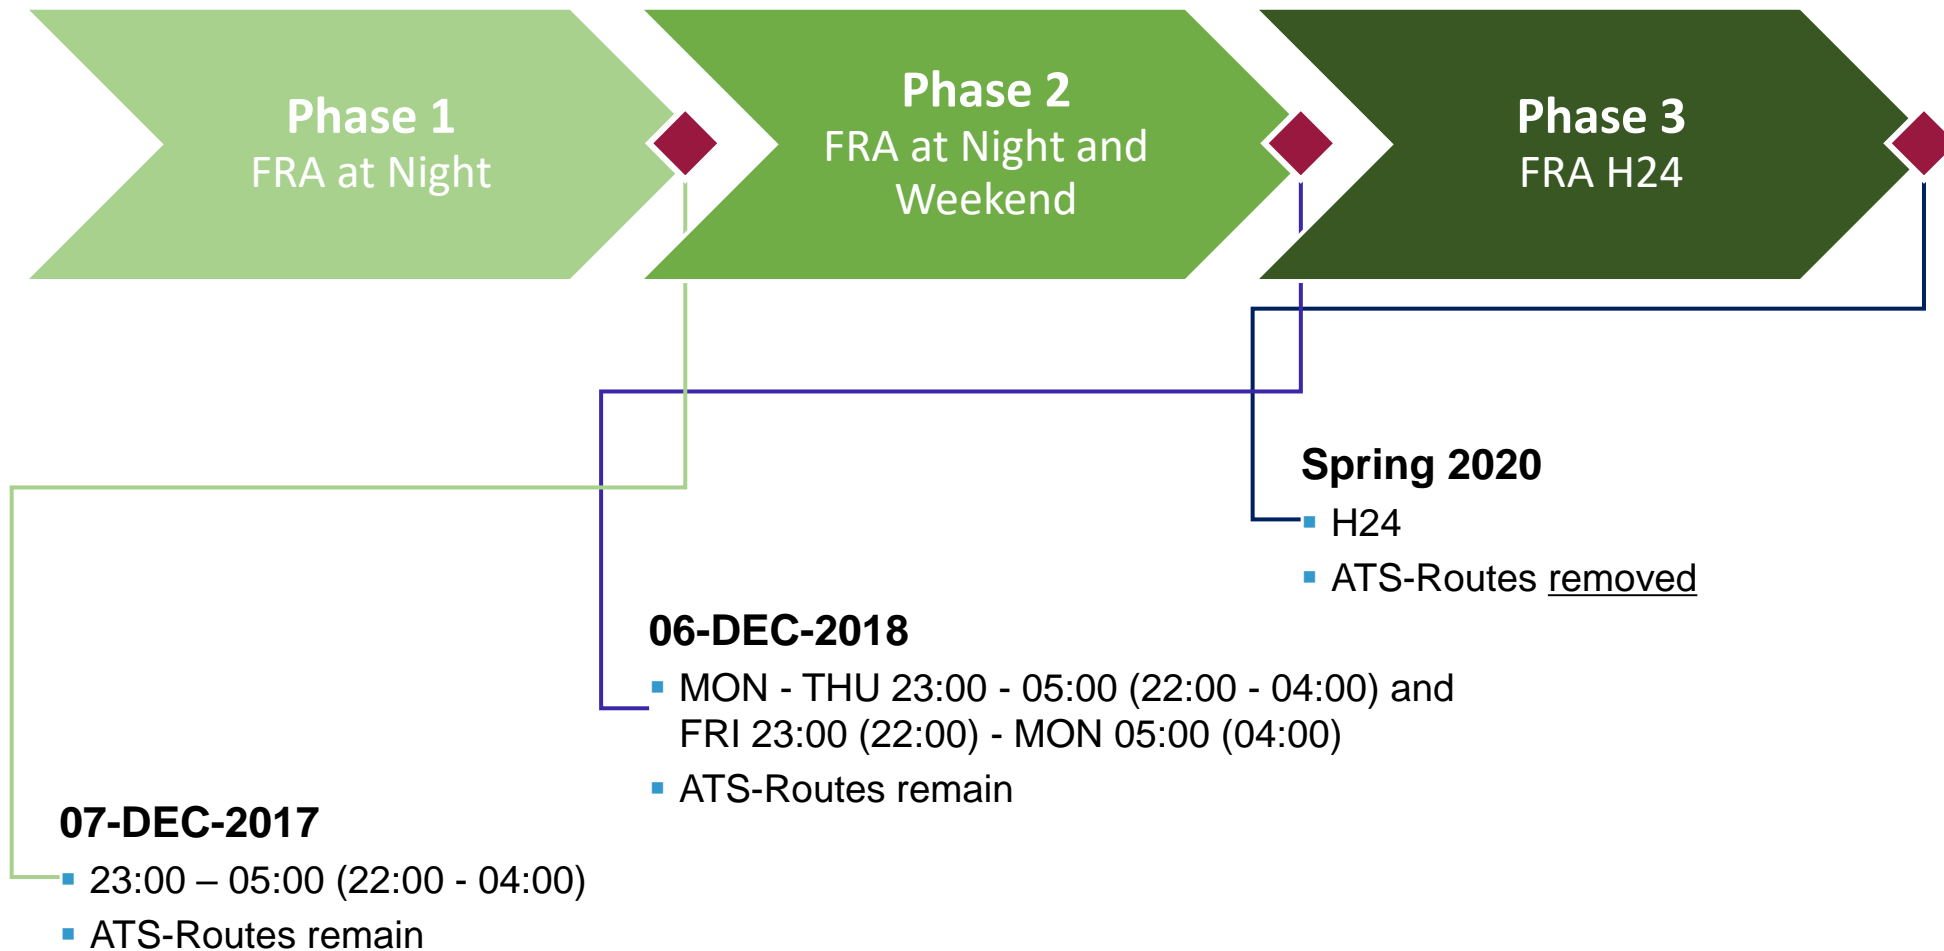 Phase 1
FRA at Night
Phase 2
FRA at Night and
Weekend
Phase 3
FRA H24
Spring 2020
H24
ATS-Routes removed
06-DEC-2018
MON - THU 23:00 - 05:00 (22:00 - 04:00) and
FRI 23:00 (22:00) - MON 05:00 (04:00)
ATS-Routes remain
07-DEC-2017
23:00 – 05:00 (22:00 - 04:00)
ATS-Routes remain